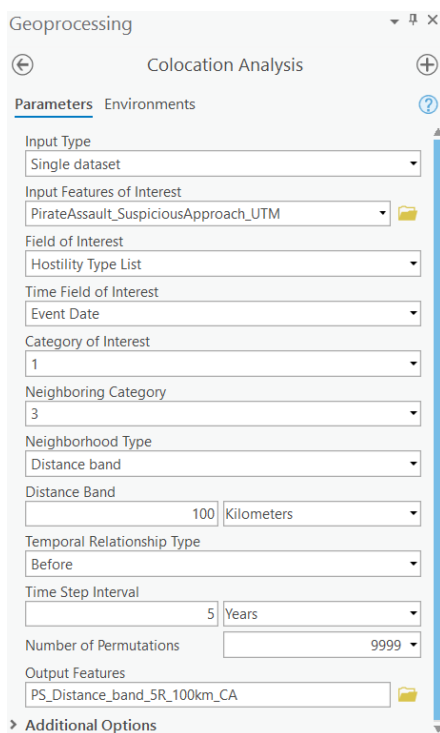 Geoprocessing
Colocation Analysis
Parameters Environments
Input Type
Single dataset
Input Features of Interest
PirateAssault_SuspiciousApproach_UTM
Field of Interest
Hostility Type List
Time Field of Interest
Event Date
Category of Interest
1
Neighboring Category
3
Neighborhood Type
Distance band
Distance Band
100 Kilometers
Temporal Relationship Type
Before
Time Step Interval
5 Years
Number of Permutations 9999
Output Features
PS_Distance_band_5R_100km_CA
Additional Options